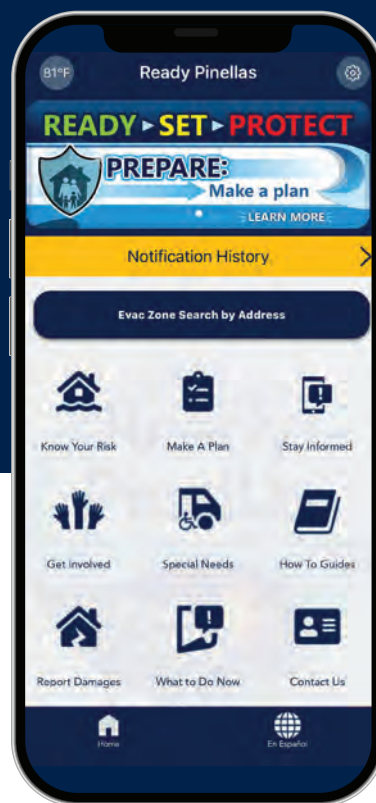 81°F
Ready Pinellas
READY ▸ SET ▸ PROTECT
PREPARE:
Make a plan
LEARN MORE
Notification History
Evac Zone Search by Address
Know Your Risk
Make A Plan
Stay Informed
Get Involved
Special Needs
How To Guides
Report Damages
What to Do Now
Contact Us
Home
En Español